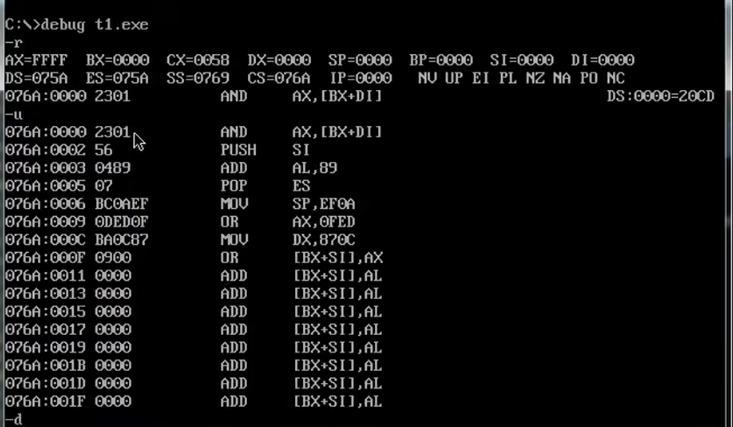 C:\>debug t1.exe
-r
AX=FFFF  BX=0000  CX=0058  DX=0000  SP=0000  BP=0000  SI=0000  DI=0000
DS=075A  ES=075A  SS=0769  CS=076A  IP=0000   NV UP EI PL NZ NA PO NC
076A:0000 2301          AND     AX,[BX+DI]                         DS:0000=20CD
-u
076A:0000 2301          AND     AX,[BX+DI]
076A:0002 56            PUSH    SI
076A:0003 0489          ADD     AL,89
076A:0005 07            POP     ES
076A:0006 BC0AEF        MOV     SP,EF0A
076A:0009 0DED0F        OR      AX,0FED
076A:000C BA0C87        MOV     DX,870C
076A:000F 0900          OR      [BX+SI],AX
076A:0011 0000          ADD     [BX+SI],AL
076A:0013 0000          ADD     [BX+SI],AL
076A:0015 0000          ADD     [BX+SI],AL
076A:0017 0000          ADD     [BX+SI],AL
076A:0019 0000          ADD     [BX+SI],AL
076A:001B 0000          ADD     [BX+SI],AL
076A:001D 0000          ADD     [BX+SI],AL
076A:001F 0000          ADD     [BX+SI],AL
-d